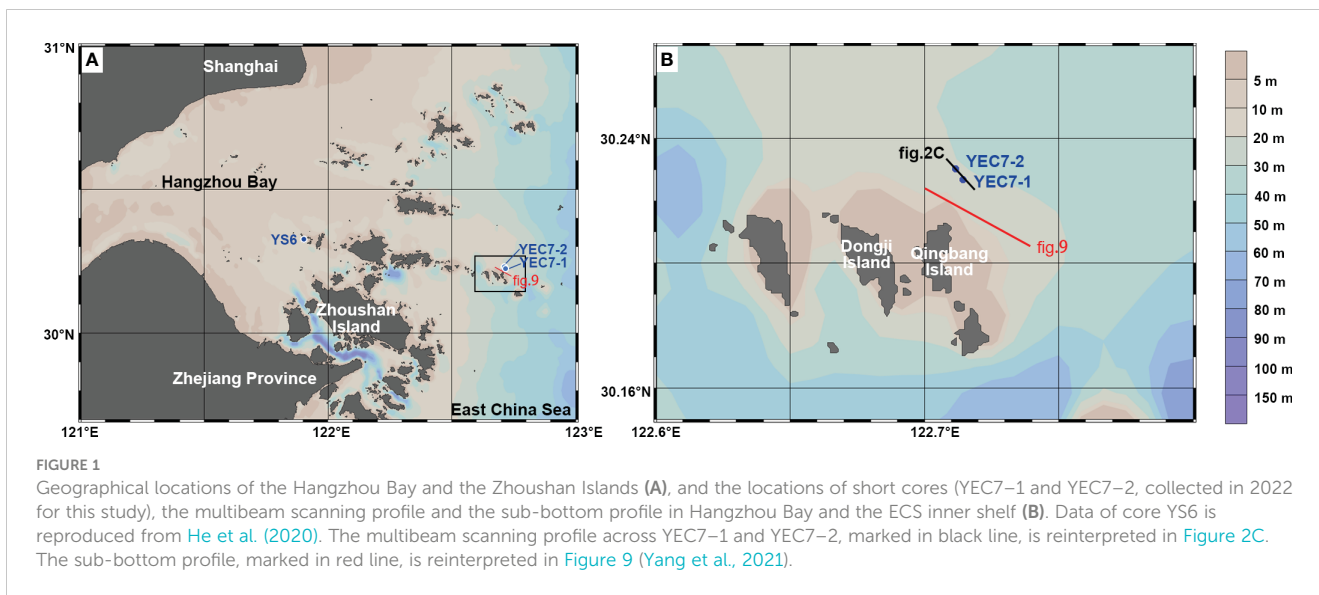 31°N
A
Shanghai
Hangzhou Bay
YS6
YEC7-2
YEC7-1
fig.9
Zhoushan
Island
30°N
Zhejiang Province
East China Sea
121°E
122°E
123°E
B
30.24°N
fig.2C
YEC7-2
YEC7-1
Dongji
Island
Qingbang
Island
fig.9
30.16°N
122.6°E
122.7°E
5 m
10 m
20 m
30 m
40 m
50 m
60 m
70 m
80 m
90 m
100 m
150 m
FIGURE 1
Geographical locations of the Hangzhou Bay and the Zhoushan Islands (A), and the locations of short cores (YEC7–1 and YEC7–2, collected in 2022
for this study), the multibeam scanning profile and the sub-bottom profile in Hangzhou Bay and the ECS inner shelf (B). Data of core YS6 is
reproduced from He et al. (2020). The multibeam scanning profile across YEC7–1 and YEC7–2, marked in black line, is reinterpreted in Figure 2C.
The sub-bottom profile, marked in red line, is reinterpreted in Figure 9 (Yang et al., 2021).